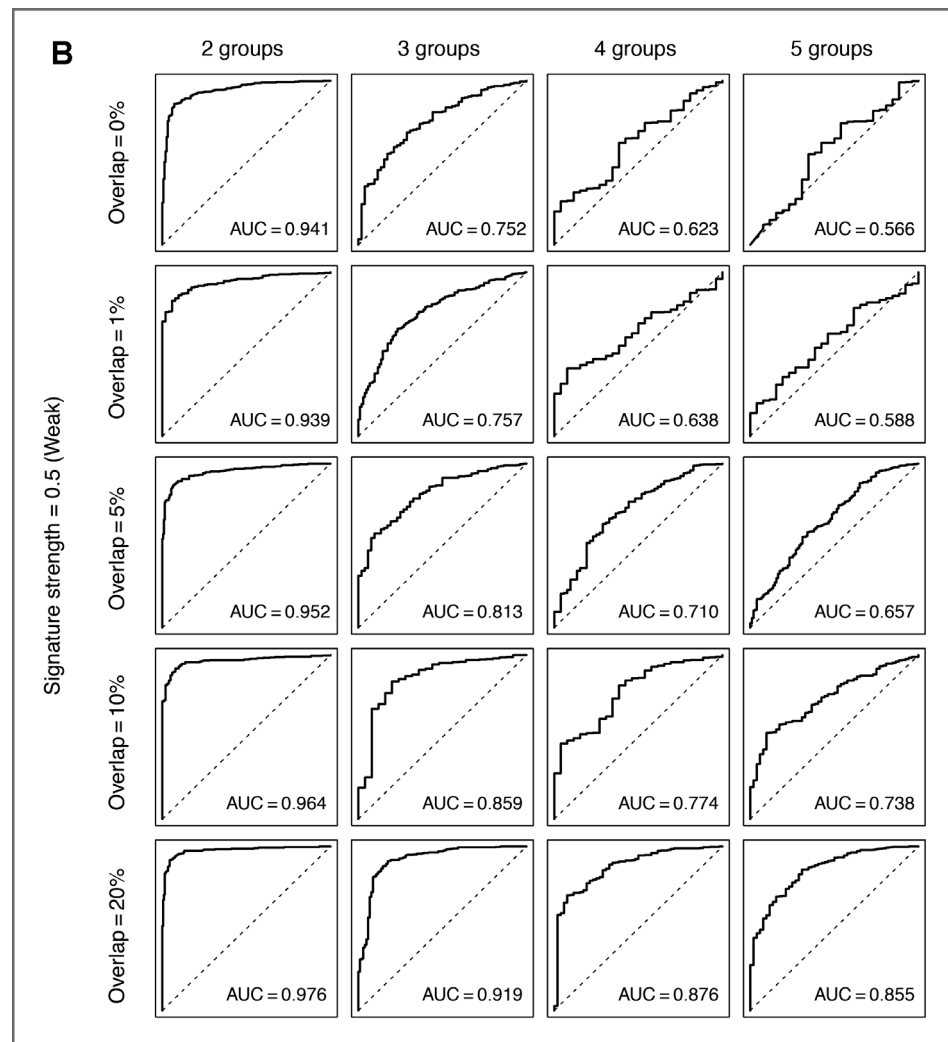 B
2 groups
3 groups
4 groups
5 groups
Signature strength = 0.5 (Weak)
Overlap = 0%
AUC = 0.941
AUC = 0.752
AUC = 0.623
AUC = 0.566
Overlap = 1%
AUC = 0.939
AUC = 0.757
AUC = 0.638
AUC = 0.588
Overlap = 5%
AUC = 0.952
AUC = 0.813
AUC = 0.710
AUC = 0.657
Overlap = 10%
AUC = 0.964
AUC = 0.859
AUC = 0.774
AUC = 0.738
Overlap = 20%
AUC = 0.976
AUC = 0.919
AUC = 0.876
AUC = 0.855